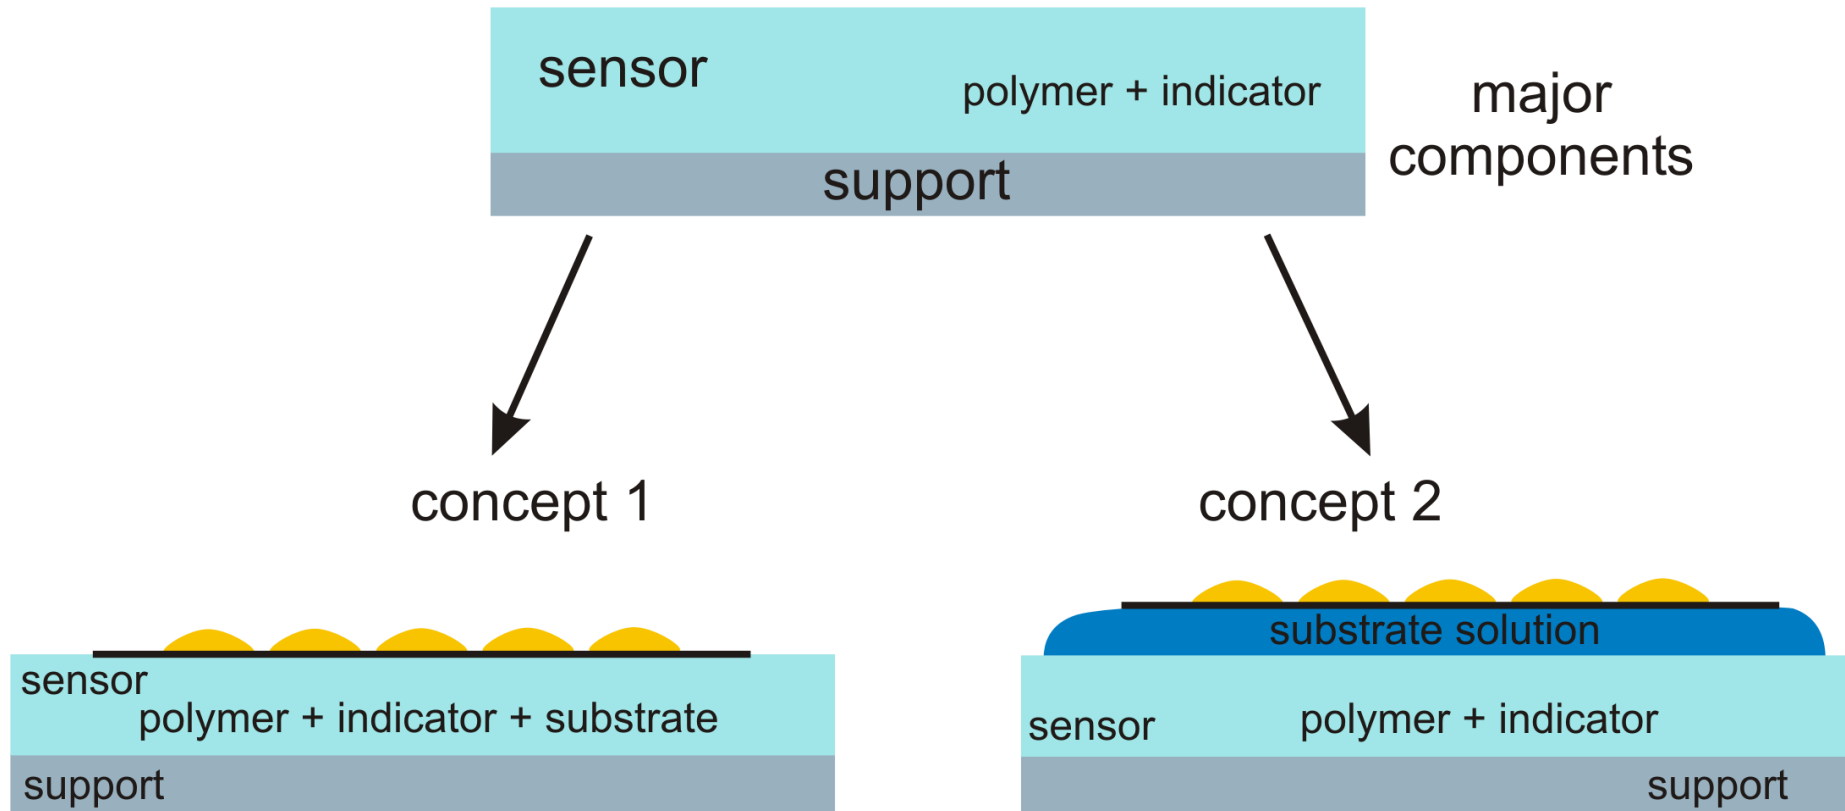 sensor
polymer + indicator
major
components
support
concept 1
concept 2
sensor
polymer + indicator + substrate
support
substrate solution
sensor
polymer + indicator
support